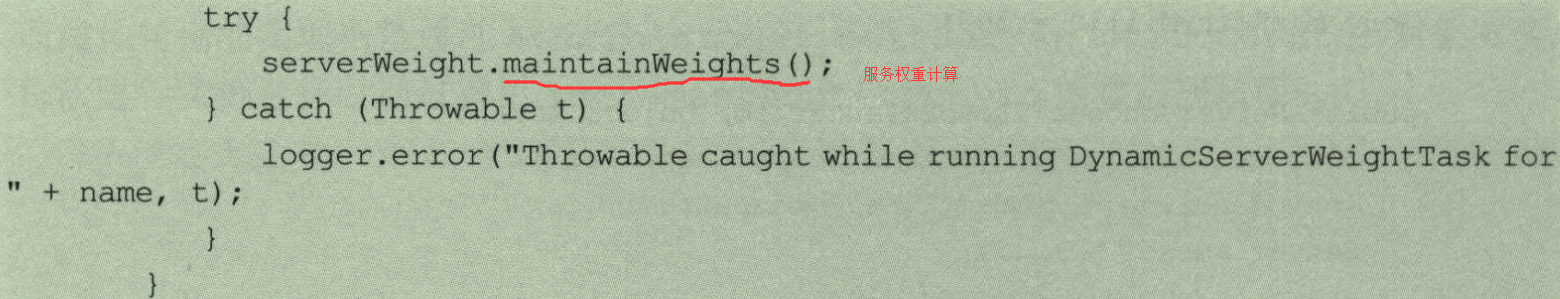 try {
serverWeight.maintainWeights(); 服务权重计算
} catch (Throwable t) {
logger.error("Throwable caught while running DynamicServerWeightTask for
" + name, t);
}
}